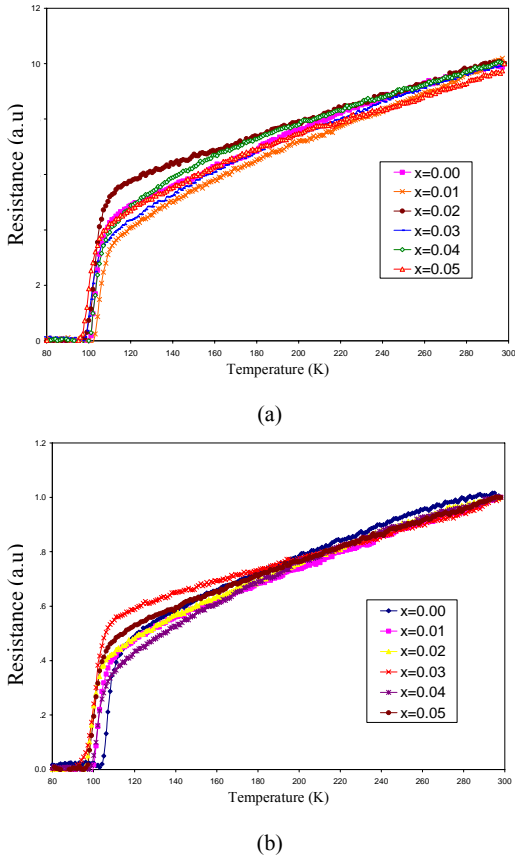 12
10
2
0
80 100 120 140 160 180 200 220 240 260 280 300
Resistance (a.u)
Temperature (K)
x=0.00
x=0.01
x=0.02
x=0.03
x=0.04
x=0.05
(a)
1.2
1.0
.8
.6
.4
.2
0.0
80 100 120 140 160 180 200 220 240 260 280 300
Resistance (a.u)
Temperature (K)
x=0.00
x=0.01
x=0.02
x=0.03
x=0.04
x=0.05
(b)